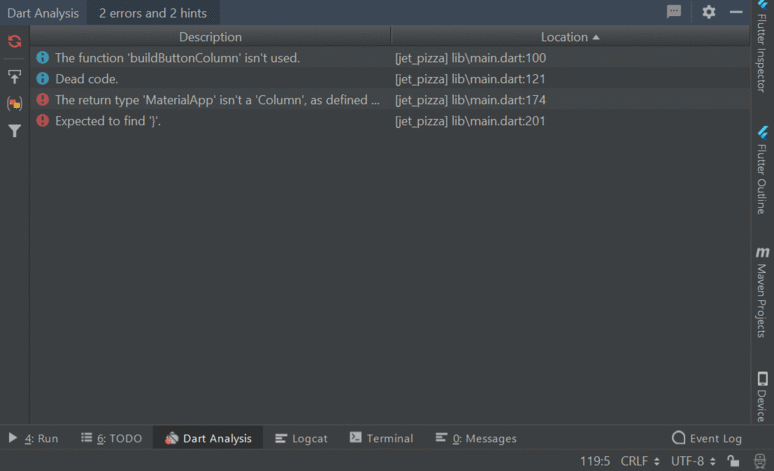 Dart Analysis 2 errors and 2 hints
Description Location
The function 'buildButtonColumn' isn't used. [jet_pizza] lib\main.dart:100
Dead code. [jet_pizza] lib\main.dart:121
The return type 'MaterialApp' isn't a 'Column', as defined ... [jet_pizza] lib\main.dart:174
Expected to find '}'. [jet_pizza] lib\main.dart:201
Flutter Inspector
Flutter Outline
m Maven Projects
Device
4: Run 6: TODO Dart Analysis Logcat Terminal 0: Messages Event Log
119:5 CRLF UTF-8